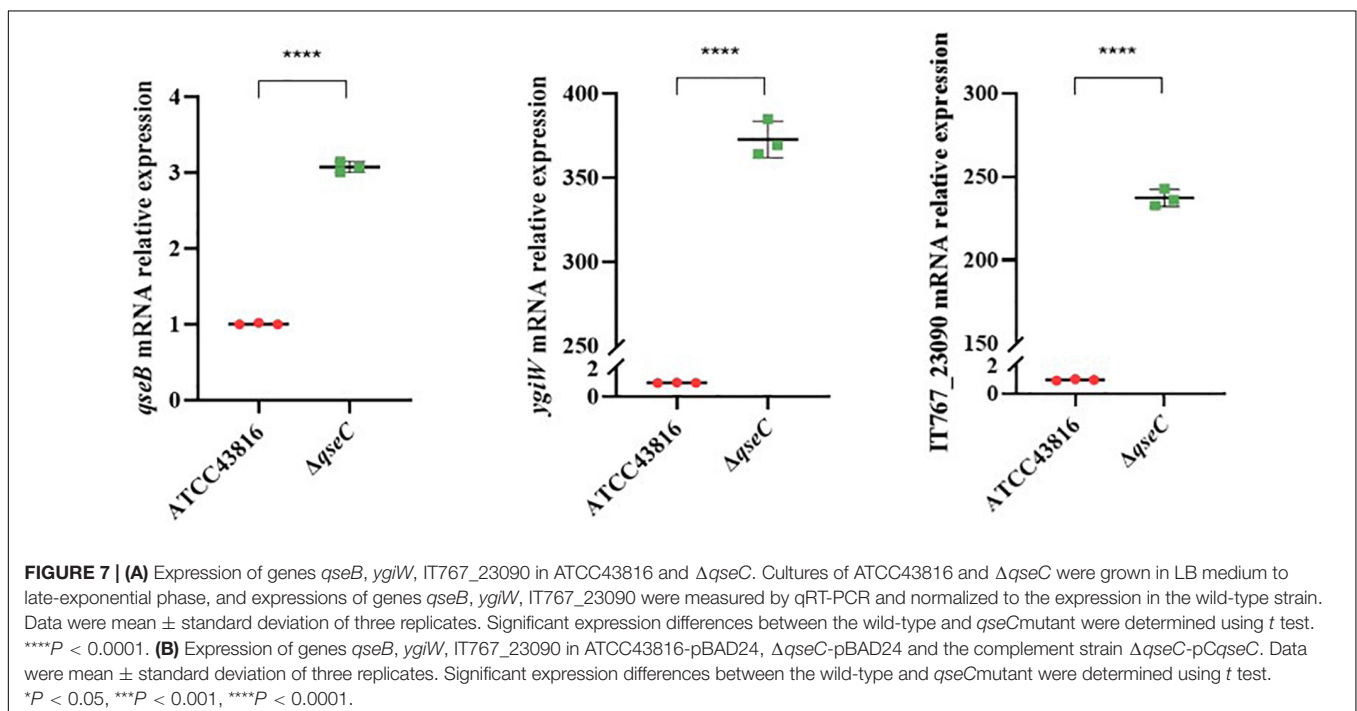 ****
****
****
qseB mRNA relative expression
4
3
2
1
0
ATCC43816
ΔqseC
ygiW mRNA relative expression
400
350
300
250
2
0
ATCC43816
ΔqseC
IT767_23090 mRNA relative expression
300
250
200
150
2
0
ATCC43816
ΔqseC
FIGURE 7 | (A) Expression of genes qseB, ygiW, IT767_23090 in ATCC43816 and ΔqseC. Cultures of ATCC43816 and ΔqseC were grown in LB medium to
late-exponential phase, and expressions of genes qseB, ygiW, IT767_23090 were measured by qRT-PCR and normalized to the expression in the wild-type strain.
Data were mean ± standard deviation of three replicates. Significant expression differences between the wild-type and qseCmutant were determined using t test.
****P < 0.0001. (B) Expression of genes qseB, ygiW, IT767_23090 in ATCC43816-pBAD24, ΔqseC-pBAD24 and the complement strain ΔqseC-pCqseC. Data
were mean ± standard deviation of three replicates. Significant expression differences between the wild-type and qseCmutant were determined using t test.
*P < 0.05, ***P < 0.001, ****P < 0.0001.